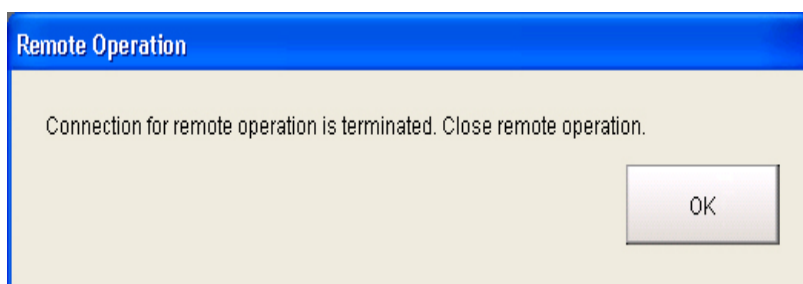 Remote Operation
Connection for remote operation is terminated. Close remote operation.
OK